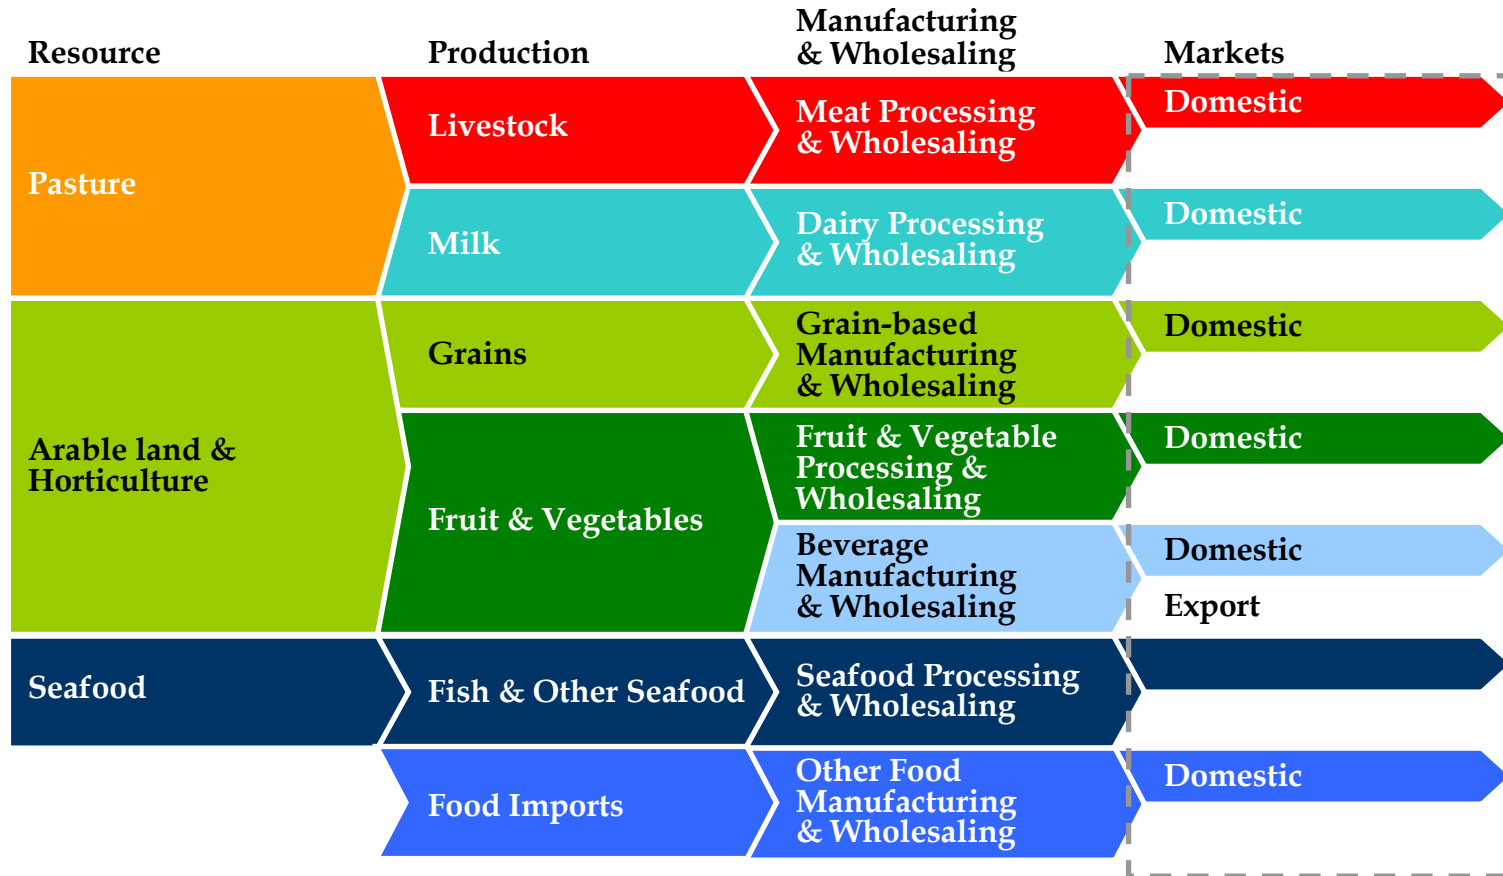 Resource
Production
Manufacturing
& Wholesaling
Markets
Pasture
Livestock
Meat Processing
& Wholesaling
Domestic
Milk
Dairy Processing
& Wholesaling
Domestic
Arable land &
Horticulture
Grains
Grain-based
Manufacturing
& Wholesaling
Domestic
Fruit & Vegetables
Fruit & Vegetable
Processing &
Wholesaling
Domestic
Beverage
Manufacturing
& Wholesaling
Domestic
Export
Seafood
Fish & Other Seafood
Seafood Processing
& Wholesaling
Food Imports
Other Food
Manufacturing
& Wholesaling
Domestic